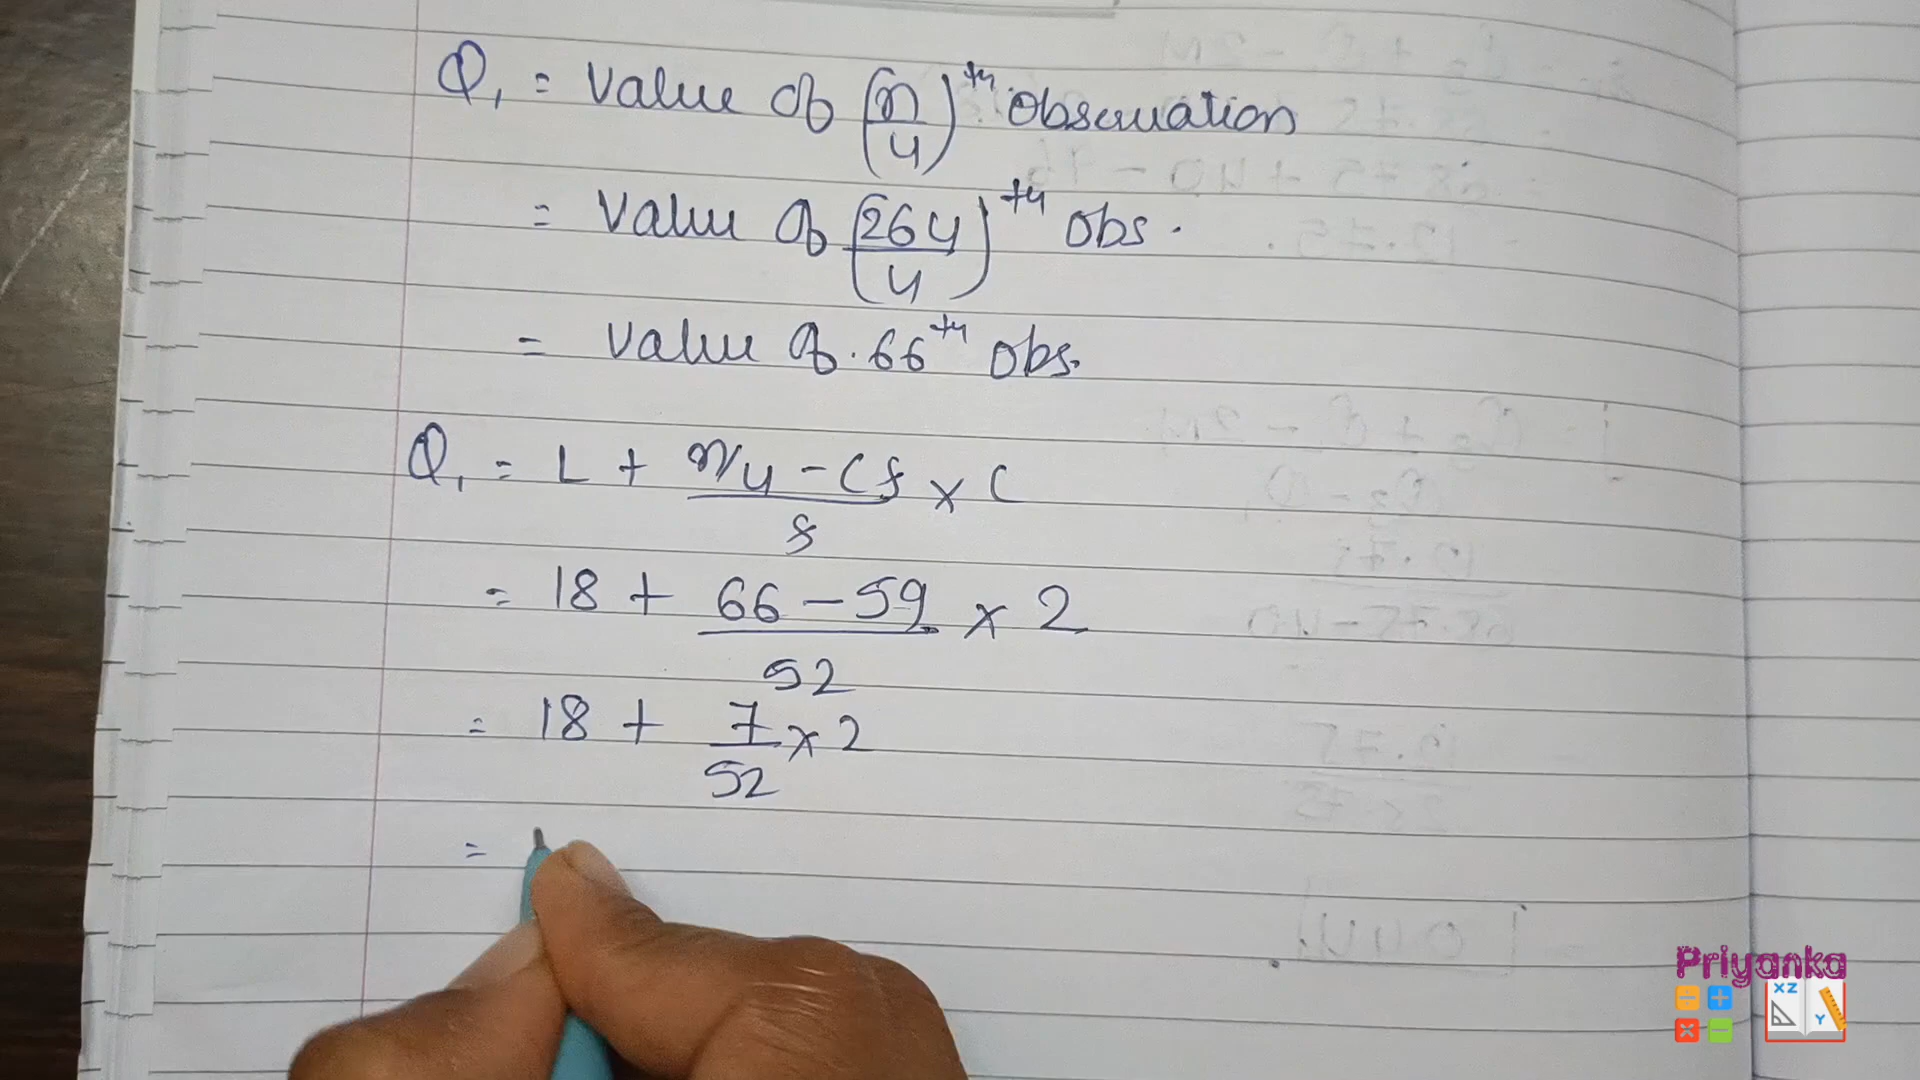 Q₁ = Value of (n/4)ᵗʰ Observation
= Value of (264/4)ᵗʰ Obs.
= Value of 66ᵗʰ Obs.
Q₁ = L + n/4 - Cf / f × C
= 18 + 66 - 59 / 52 × 2
= 18 + 7/52 × 2
=
Priyanka
XZ
Y